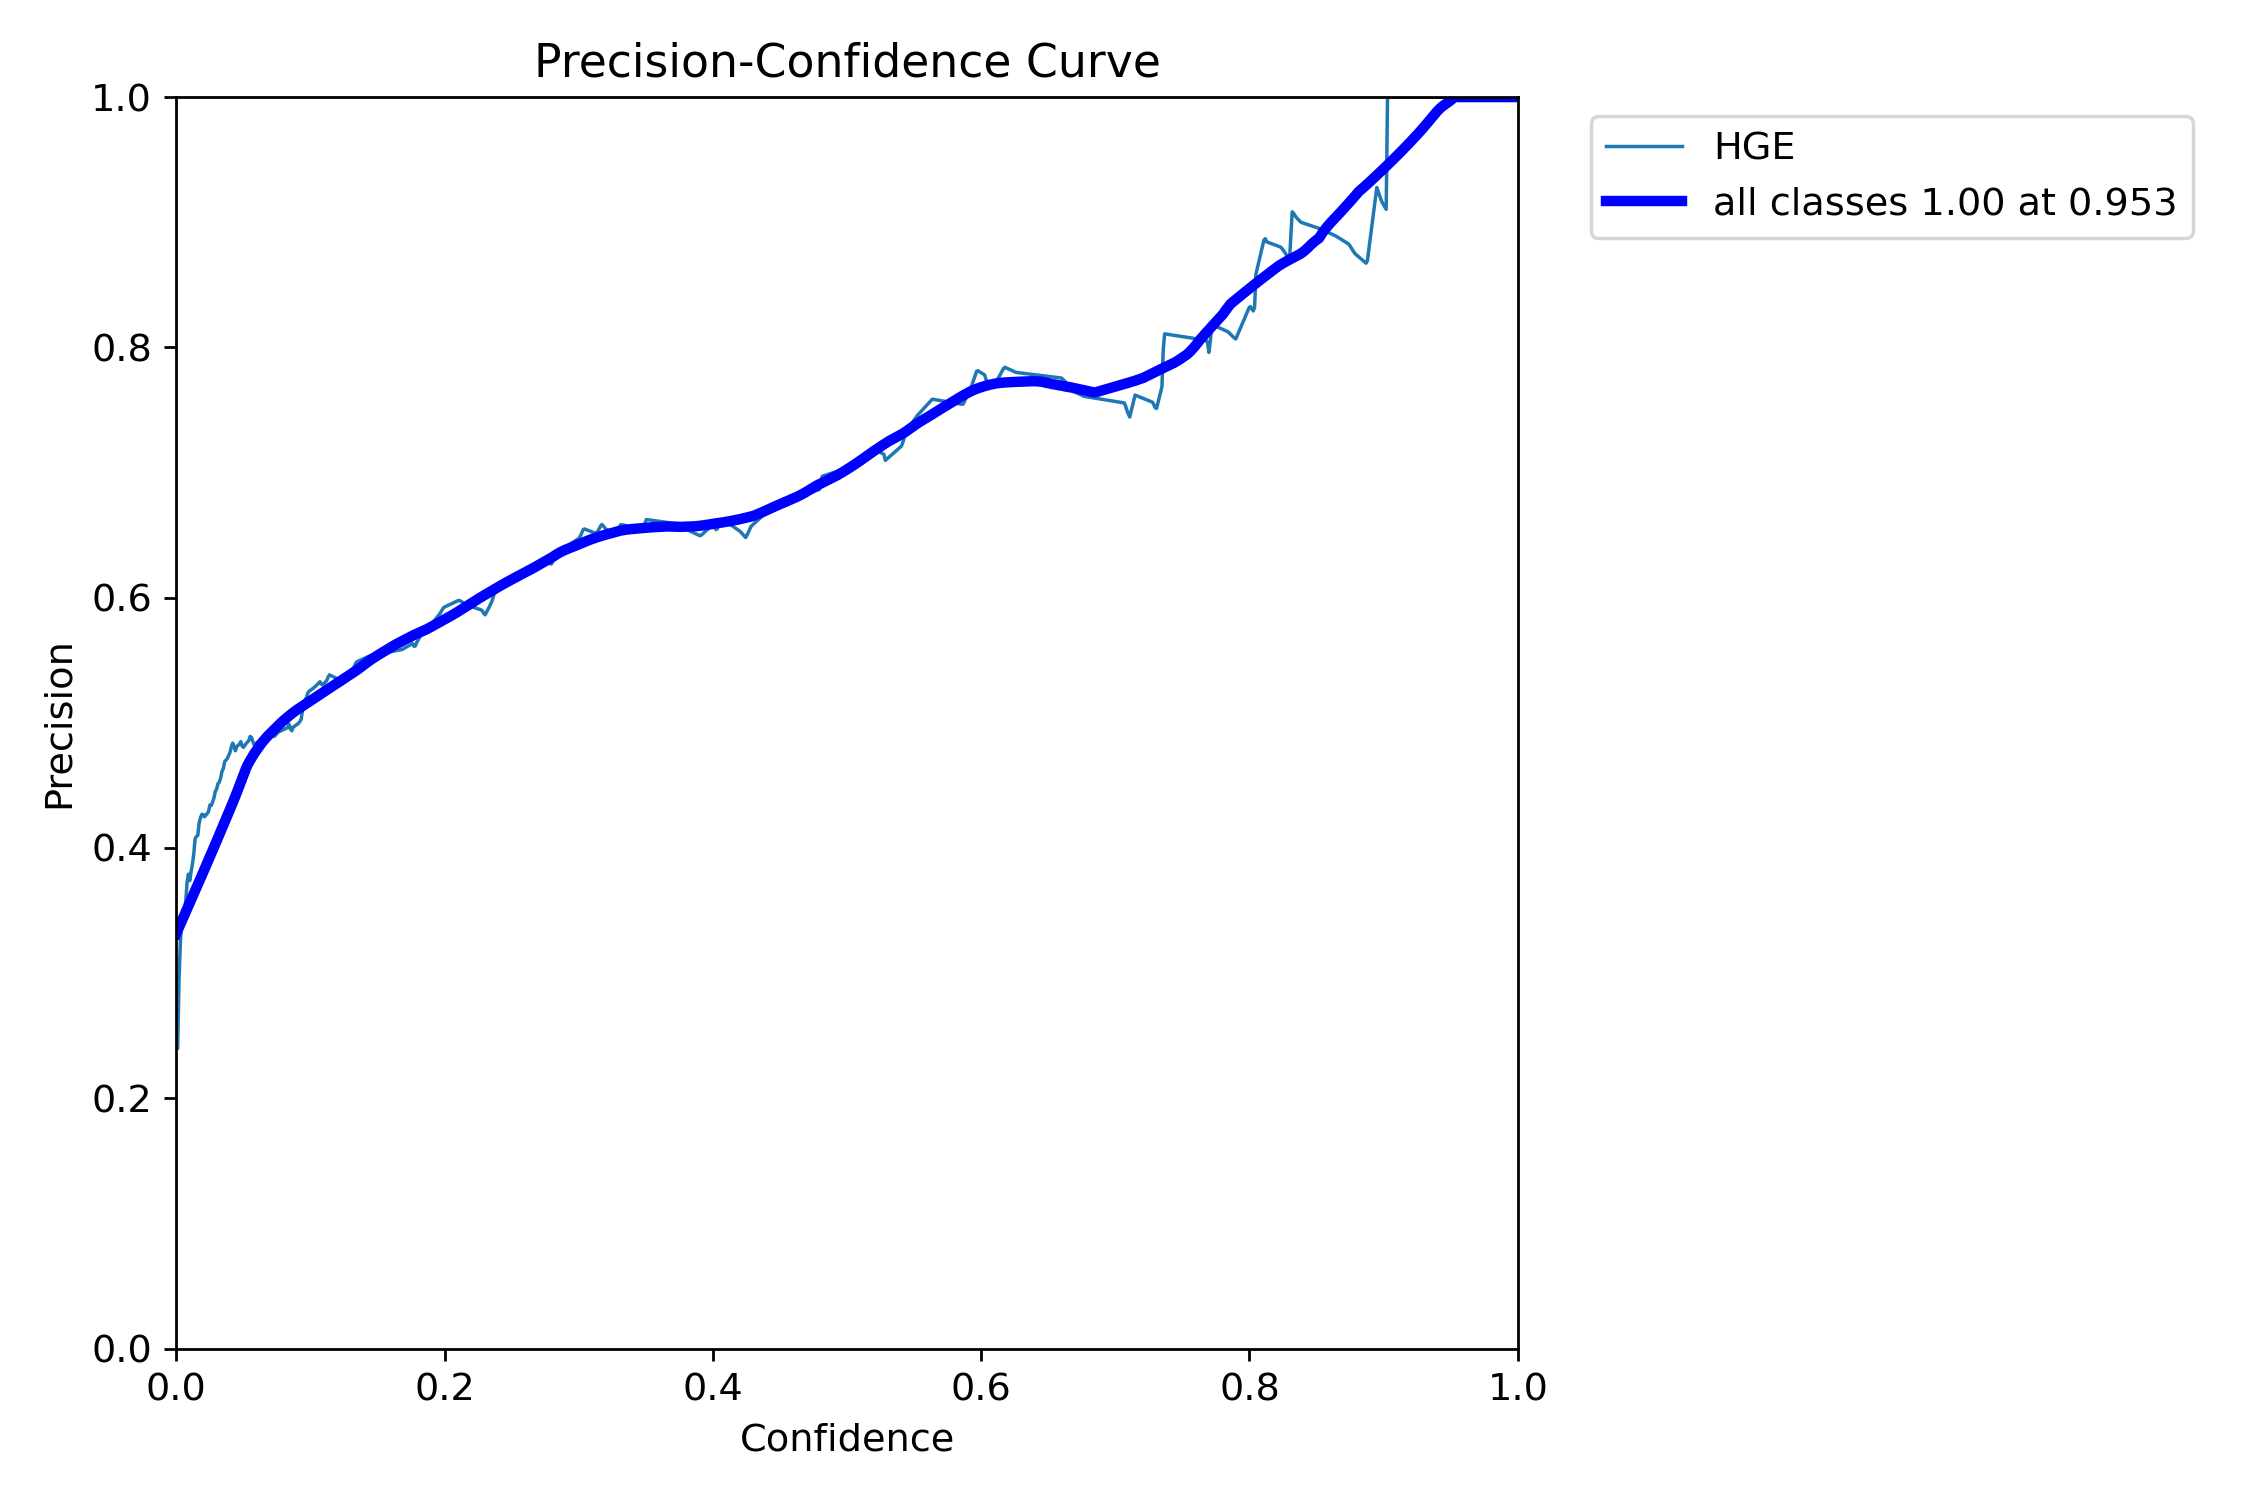 Precision-Confidence Curve
HGE
all classes 1.00 at 0.953
Precision
1.0
0.8
0.6
0.4
0.2
0.0
0.0 0.2 0.4 0.6 0.8 1.0
Confidence